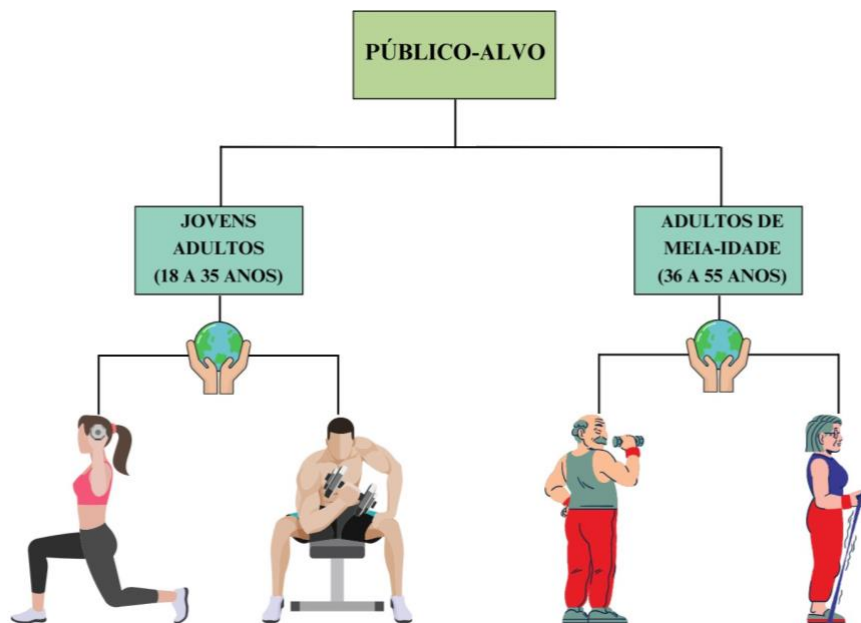 PÚBLICO-ALVO
JOVENS
ADULTOS
(18 A 35 ANOS)
ADULTOS DE
MEIA-IDADE
(36 A 55 ANOS)